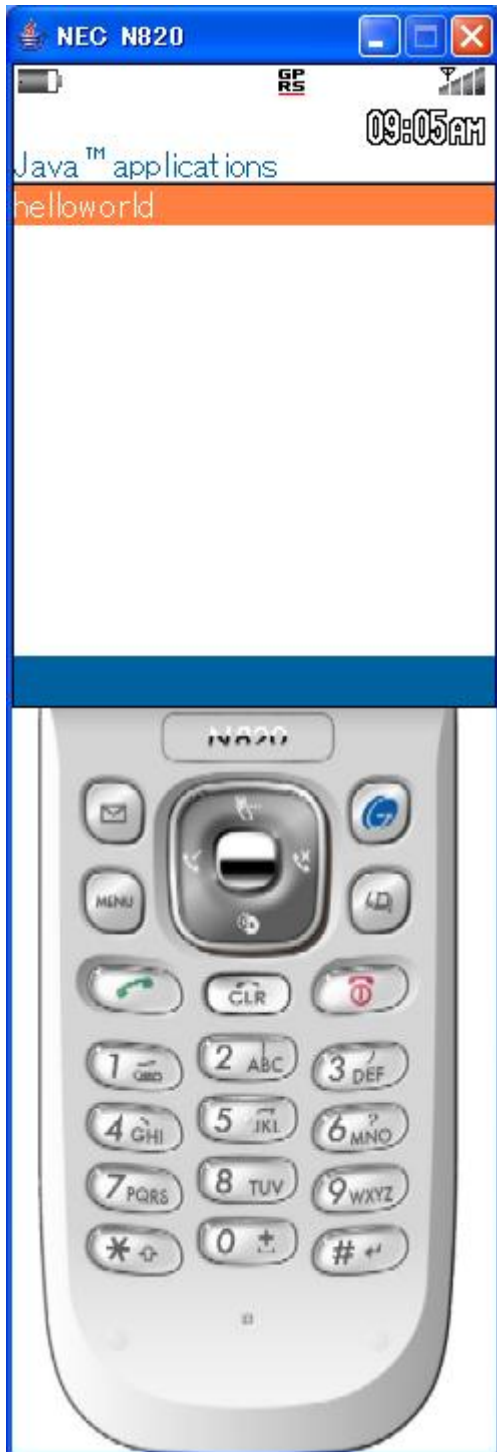 NEC N820
GP
RS
09:05AM
Java™ applications
helloworld
N820
MENU
CLR
1
2 ABC
3 DEF
4 GHI
5 JKL
6 MNO
7 PQRS
8 TUV
9 WXYZ
* 
0 +
#